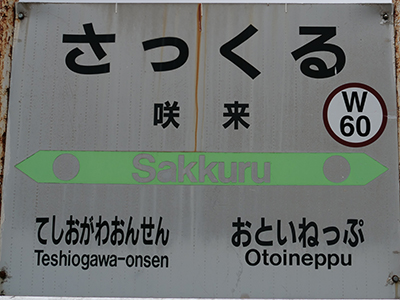 さっくる
咲来
W
60
Sakkuru
てしおがわおんせん
Teshiogawa-onsen
おといねっぷ
Otoineppu